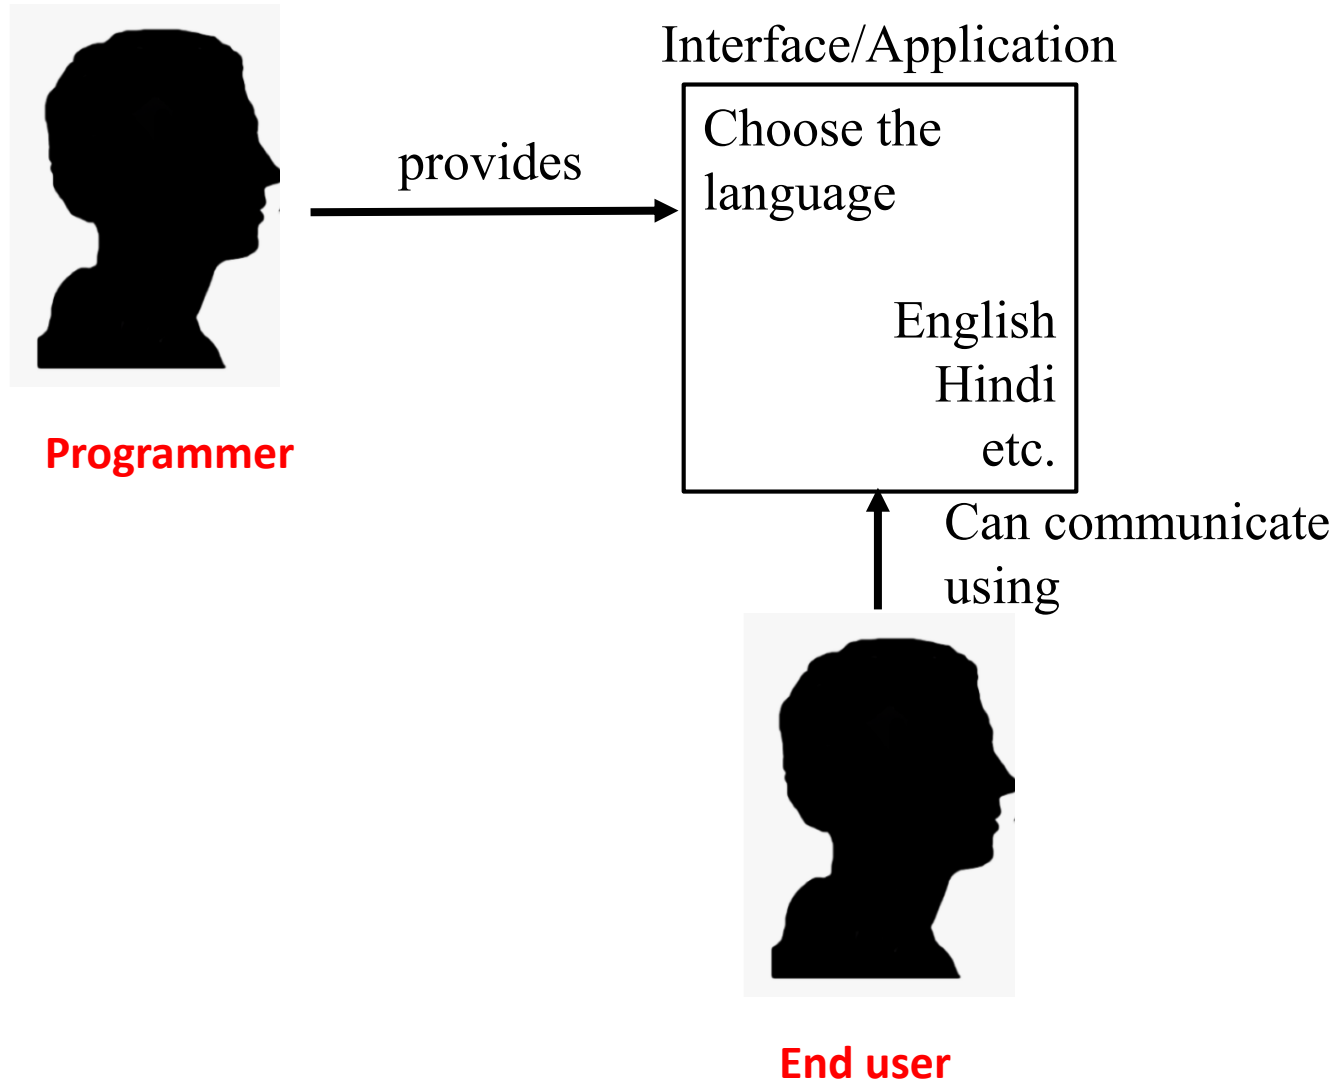 Interface/Application
provides
Choose the
language
English
Hindi
etc.
Programmer
Can communicate
using
End user